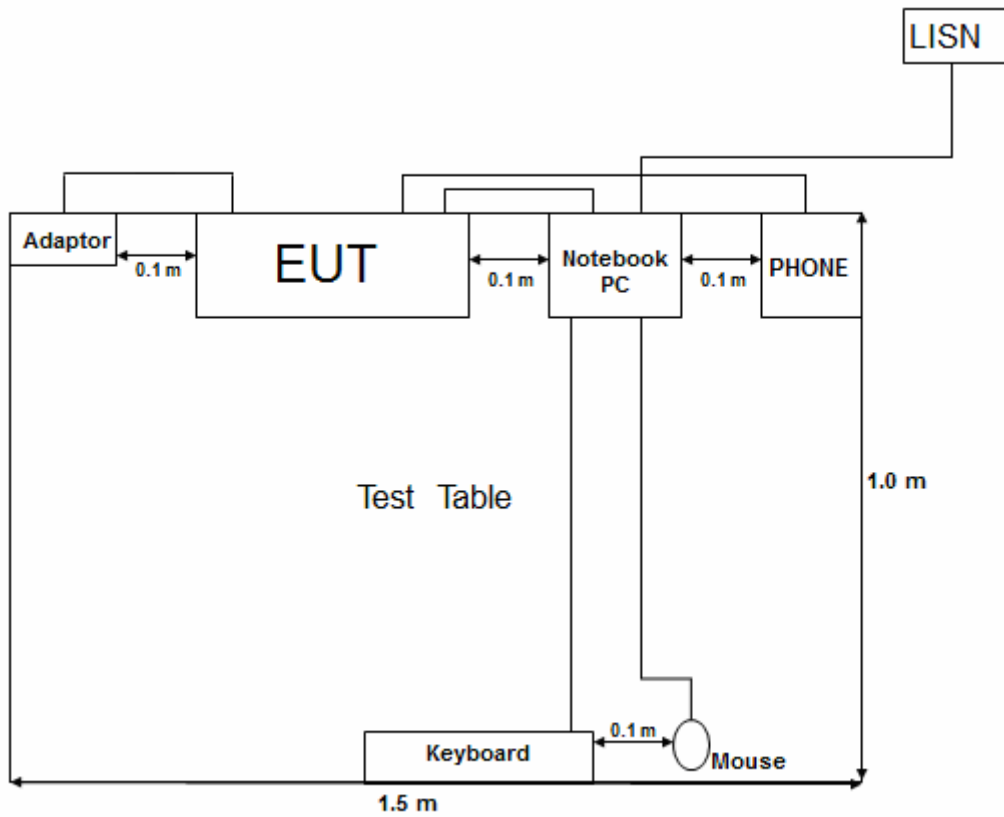 LISN
Adaptor
0.1 m
EUT
0.1 m
Notebook
PC
0.1 m
PHONE
Test Table
1.0 m
Keyboard
0.1 m
Mouse
1.5 m